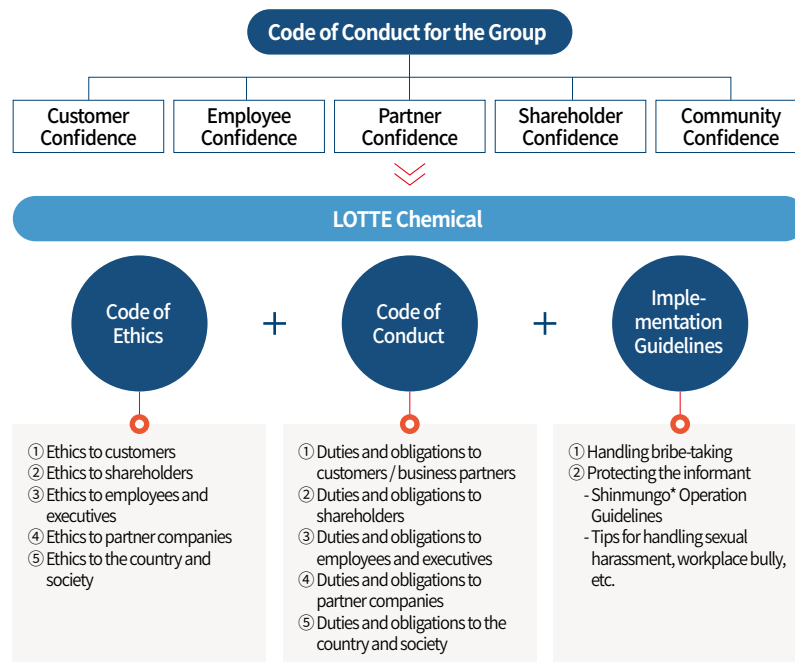 Code of Conduct for the Group
Customer
Confidence
Employee
Confidence
Partner
Confidence
Shareholder
Confidence
Community
Confidence
LOTTE Chemical
Code of
Ethics
+
Code of
Conduct
+
Imple-
mentation
Guidelines
① Ethics to customers
② Ethics to shareholders
③ Ethics to employees and
executives
④ Ethics to partner companies
⑤ Ethics to the country and
society
① Duties and obligations to
customers / business partners
② Duties and obligations to
shareholders
③ Duties and obligations to
employees and executives
④ Duties and obligations to
partner companies
⑤ Duties and obligations to the
country and society
① Handling bribe-taking
② Protecting the informant
- Shinmungo* Operation
Guidelines
- Tips for handling sexual
harassment, workplace bully,
etc.